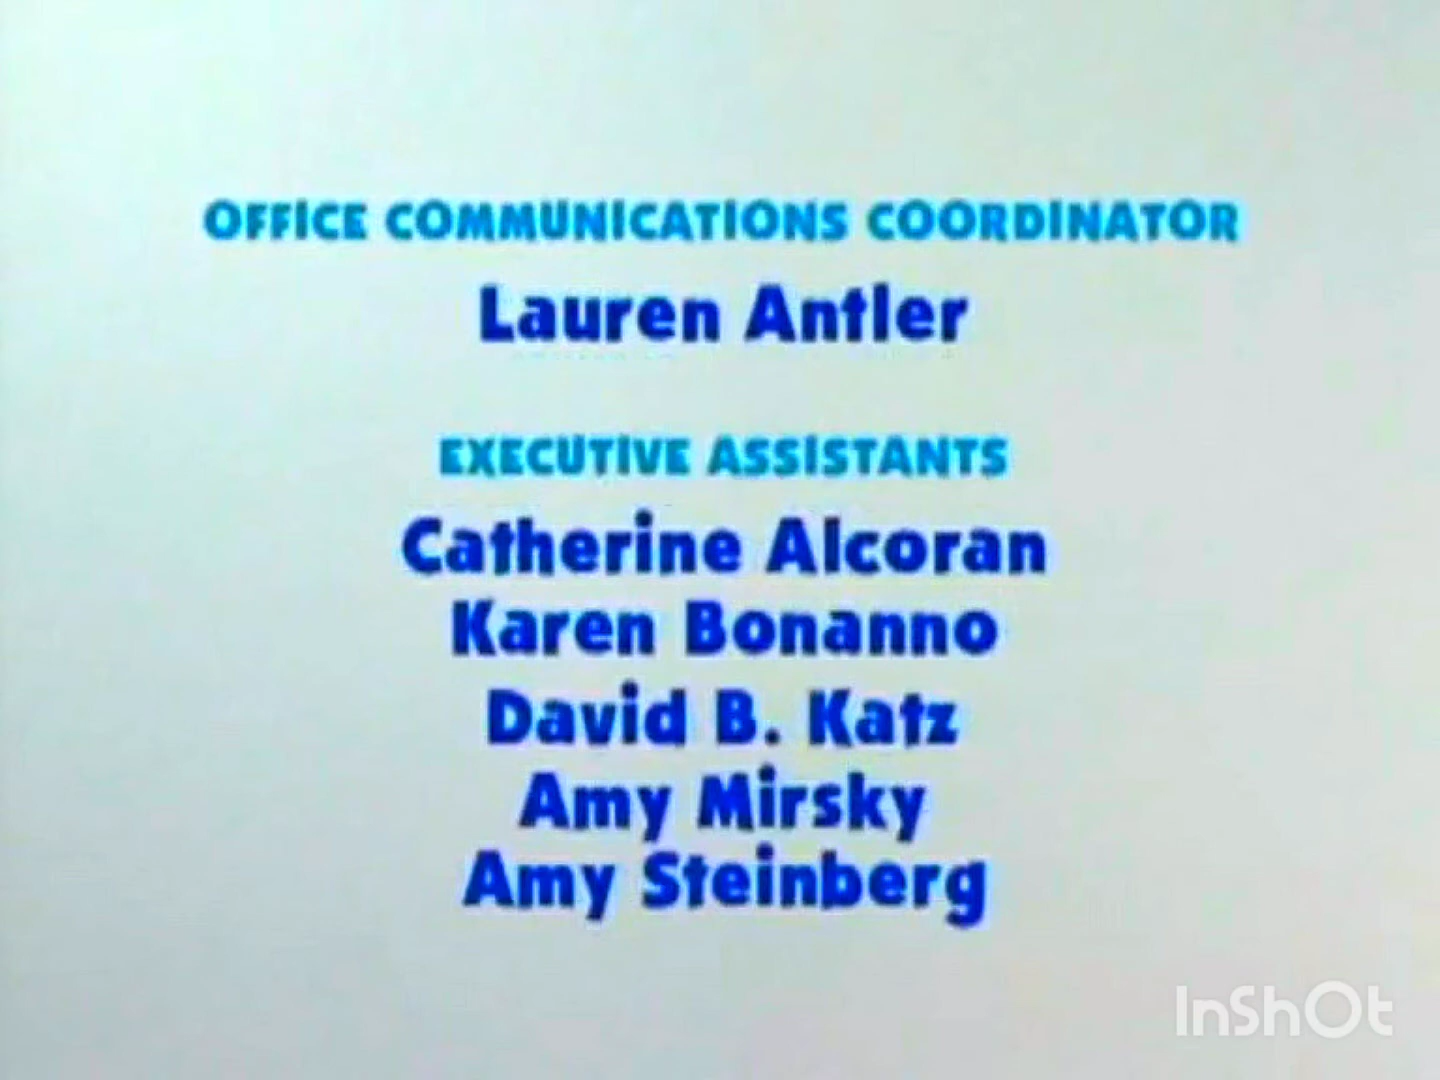 OFFICE COMMUNICATIONS COORDINATOR
Lauren Antler
EXECUTIVE ASSISTANTS
Catherine Alcoran
Karen Bonanno
David B. Katz
Amy Mirsky
Amy Steinberg
InShOt